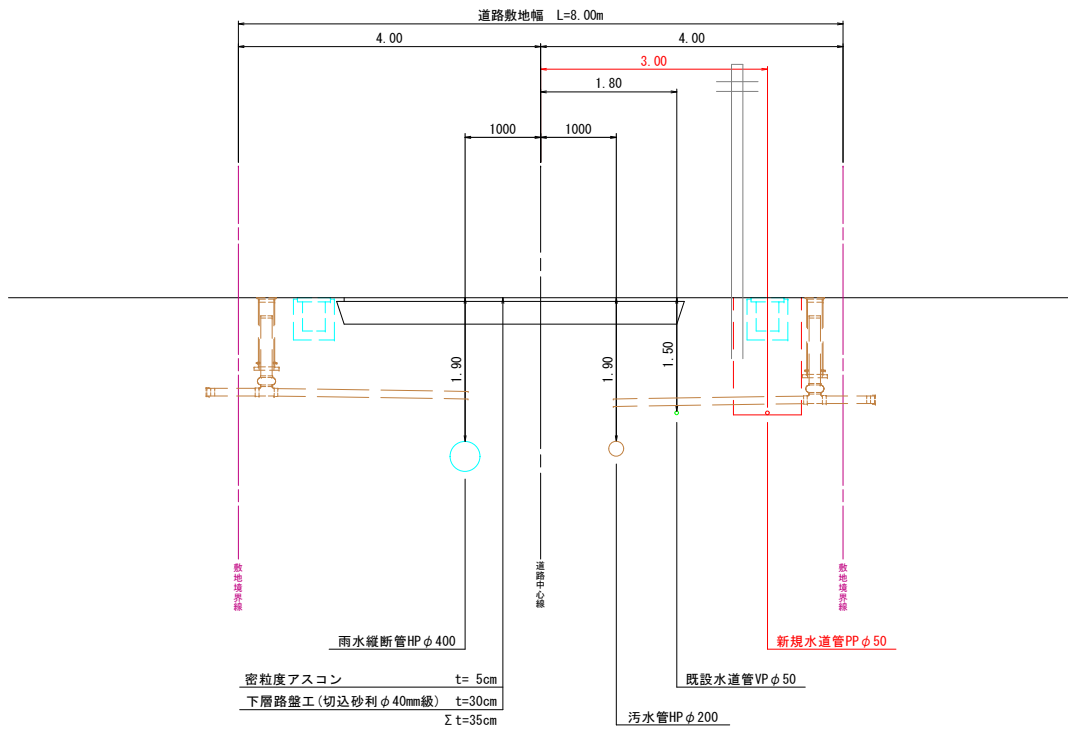 道路敷地幅 L=8.00m
4.00
4.00
3.00
1.80
1000
1000
1.90
1.90
1.50
敷地境界線
道路中心線
敷地境界線
雨水縦断管HPφ400
新規水道管PPφ50
密粒度アスコン t= 5cm
既設水道管VPφ50
下層路盤工(切込砂利φ40mm級) t=30cm
Σt=35cm
汚水管HPφ200